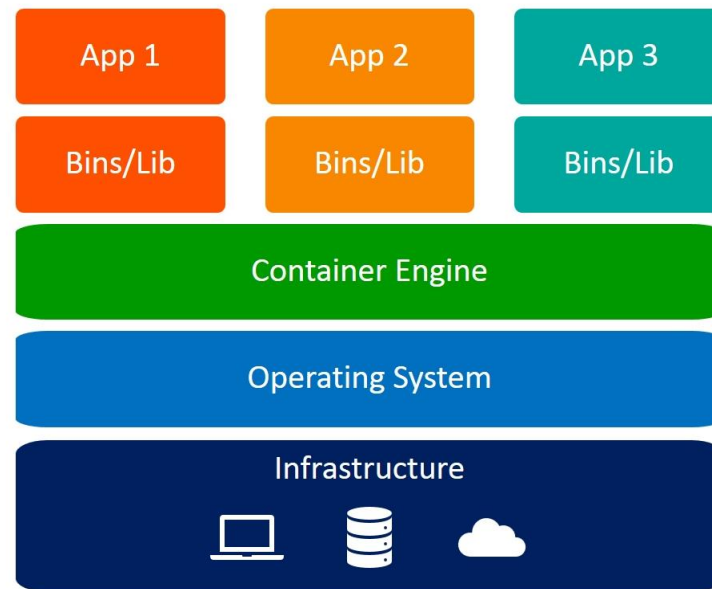 App 1
App 2
App 3
Bins/Lib
Bins/Lib
Bins/Lib
Container Engine
Operating System
Infrastructure